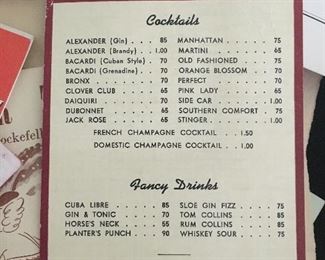 Cocktails
ALEXANDER (Gin) . . 85
ALEXANDER (Brandy) . 1.00
BACARDI (Cuban Style) . 70
BACARDI (Grenadine) . 70
BRONX . . . . . . 70
CLOVER CLUB . . . . 65
DAIQUIRI . . . . . 70
DUBONNET . . . . . 65
JACK ROSE . . . . . 65
MANHATTAN . . . . 75
MARTINI . . . . . 65
OLD FASHIONED . . . 75
ORANGE BLOSSOM . . 70
PERFECT . . . . . 70
PINK LADY . . . . . 65
SIDE CAR . . . . . 1.00
SOUTHERN COMFORT . 75
STINGER . . . . . 1.00
FRENCH CHAMPAGNE COCKTAIL . . 1.50
DOMESTIC CHAMPAGNE COCKTAIL . . 1.00
Fancy Drinks
CUBA LIBRE . . . . 85
GIN & TONIC . . . . 70
HORSE'S NECK . . . . 55
PLANTER'S PUNCH . . . 90
SLOE GIN FIZZ . . . . 75
TOM COLLINS . . . . 85
RUM COLLINS . . . . 85
WHISKEY SOUR . . . . 75
ockefell